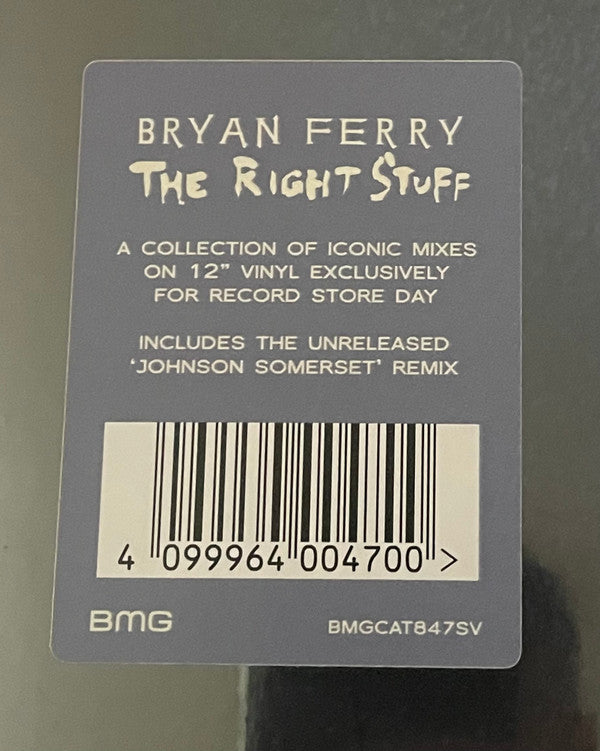 BRYAN FERRY
THE RIGHT STUFF
A COLLECTION OF ICONIC MIXES
ON 12” VINYL EXCLUSIVELY
FOR RECORD STORE DAY
INCLUDES THE UNRELEASED
‘JOHNSON SOMERSET’ REMIX
4 099964 004700 >
BMG
BMGCAT847SV